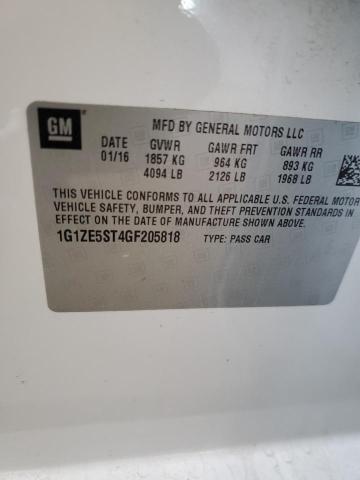 GM
MFD BY GENERAL MOTORS LLC
DATE GVWR GAWR FRT GAWR RR
01/16 1857 KG 964 KG 893 KG
4094 LB 2126 LB 1968 LB
THIS VEHICLE CONFORMS TO ALL APPLICABLE U.S. FEDERAL MOTOR
VEHICLE SAFETY, BUMPER, AND THEFT PREVENTION STANDARDS IN
EFFECT ON THE DATE OF MANUFACTURE SHOWN ABOVE.
1G1ZE5ST4GF205818 TYPE: PASS CAR